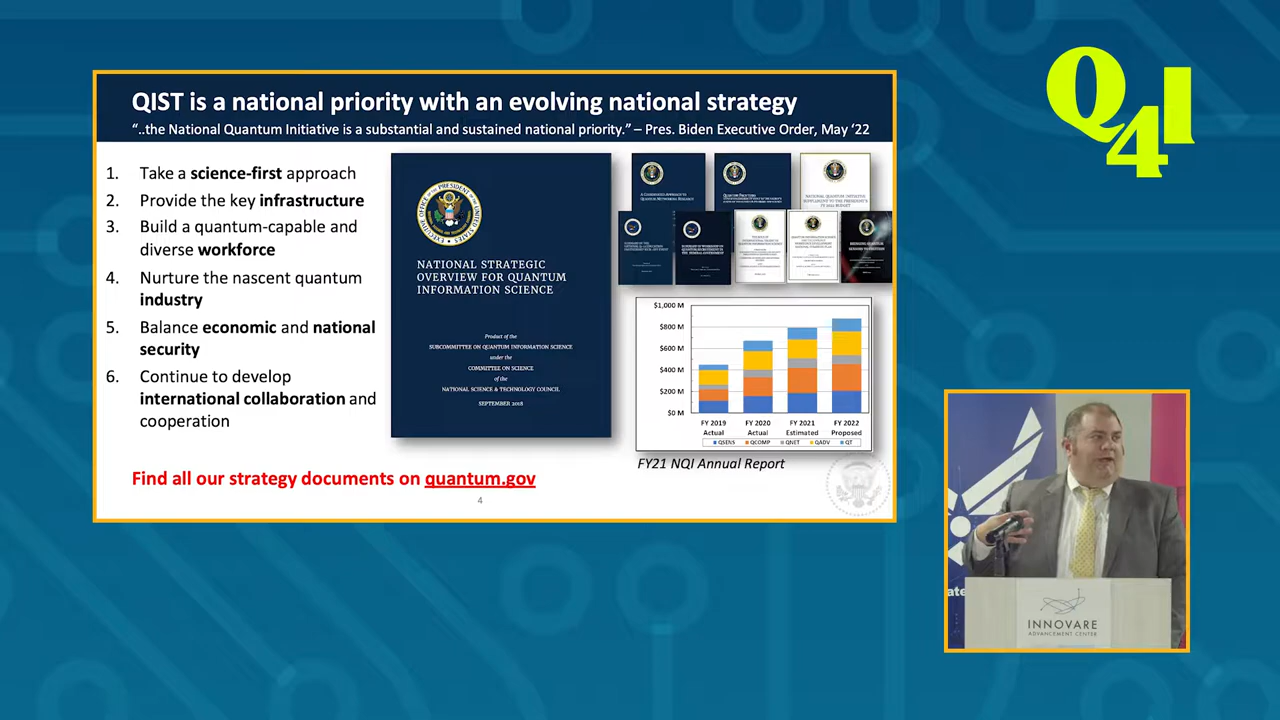 QIST is a national priority with an evolving national strategy
“..the National Quantum Initiative is a substantial and sustained national priority.” – Pres. Biden Executive Order, May ‘22
1. Take a science-first approach
2. Provide the key infrastructure
3. Build a quantum-capable and
diverse workforce
4. Nurture the nascent quantum
industry
5. Balance economic and national
security
6. Continue to develop
international collaboration and
cooperation
Find all our strategy documents on quantum.gov
4
NATIONAL STRATEGIC
OVERVIEW FOR QUANTUM
INFORMATION SCIENCE
Product of the
SUBCOMMITTEE ON QUANTUM INFORMATION SCIENCE
under the
COMMITTEE ON SCIENCE
of the
NATIONAL SCIENCE & TECHNOLOGY COUNCIL
SEPTEMBER 2018
$1,000 M
$800 M
$600 M
$400 M
$200 M
$0 M
FY 2019 Actual
FY 2020 Actual
FY 2021 Estimated
FY 2022 Proposed
QSENS QCOMP QNET QADV QT
FY21 NQI Annual Report
Q4I
INNOVARE
ADVANCEMENT CENTER